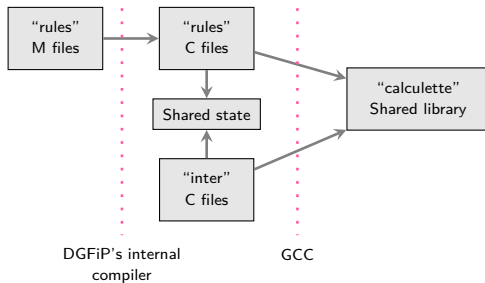 “rules”
M files
“rules”
C files
“calculette”
Shared library
Shared state
“inter”
C files
DGFiP's internal
compiler
GCC